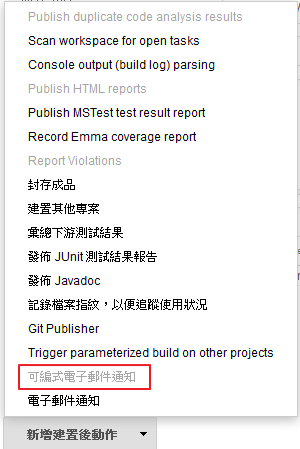 Publish duplicate code analysis results
Scan workspace for open tasks
Console output (build log) parsing
Publish HTML reports
Publish MSTest test result report
Record Emma coverage report
Report Violations
封存成品
建置其他專案
彙總下游測試結果
發佈 JUnit 測試結果報告
發佈 Javadoc
記錄檔案指紋，以便追蹤使用狀況
Git Publisher
Trigger parameterized build on other projects
可編式電子郵件通知
電子郵件通知
新增建置後動作